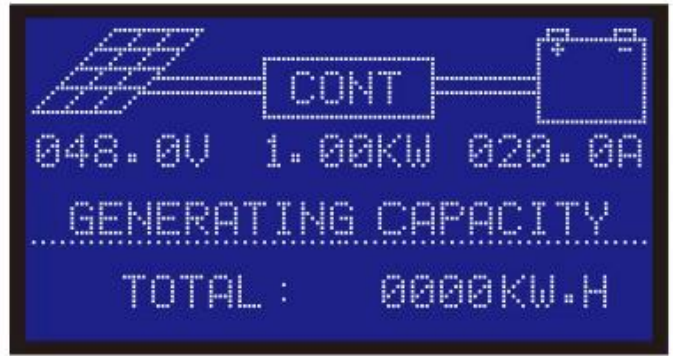 CONT
+ -
048.0V 1.00KW 020.0A
GENERATING CAPACITY
TOTAL: 0000KW.H